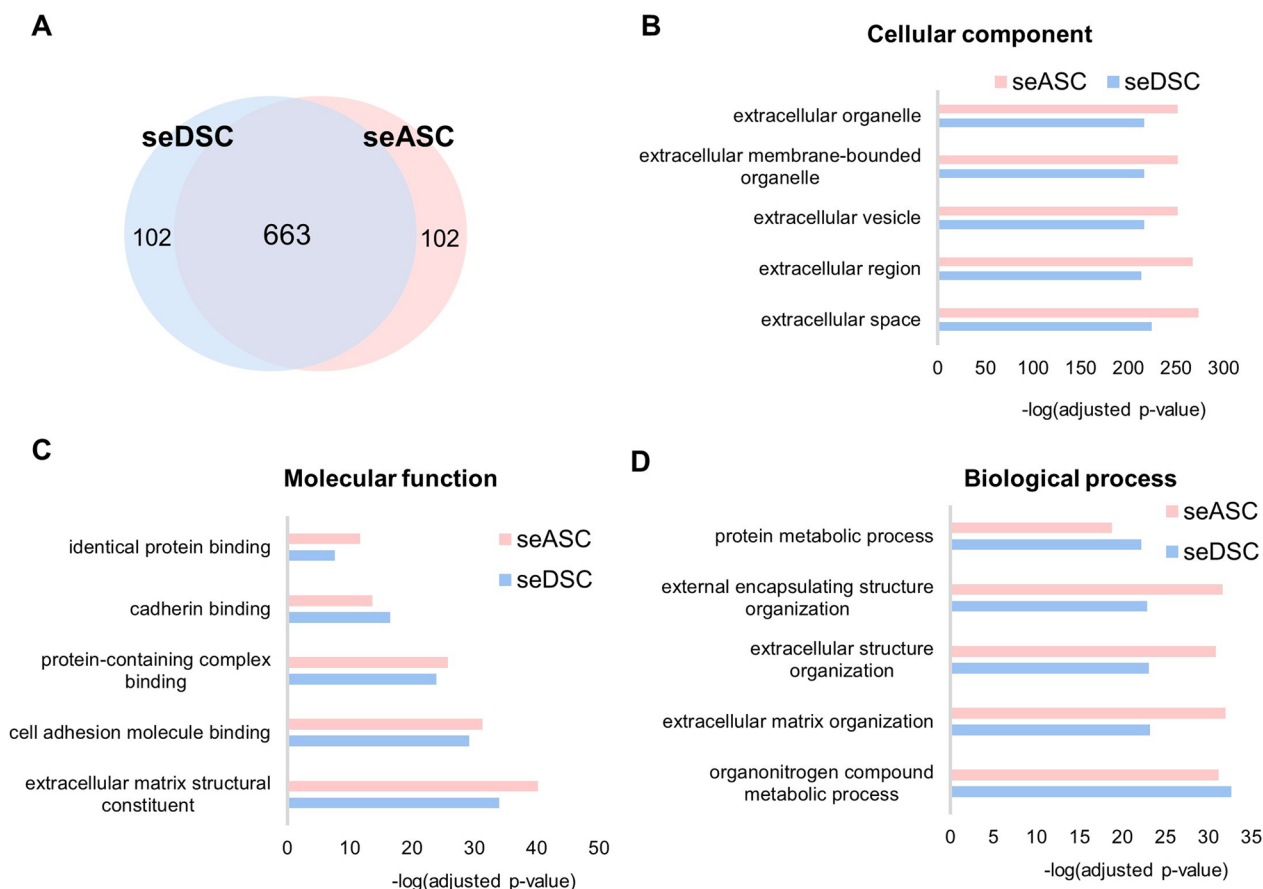 A
seDSC
seASC
102
663
102
B
Cellular component
seASC
seDSC
extracellular organelle
extracellular membrane-bounded
organelle
extracellular vesicle
extracellular region
extracellular space
0 50 100 150 200 250 300
-log(adjusted p-value)
C
Molecular function
seASC
seDSC
identical protein binding
cadherin binding
protein-containing complex
binding
cell adhesion molecule binding
extracellular matrix structural
constituent
0 10 20 30 40 50
-log(adjusted p-value)
D
Biological process
seASC
seDSC
protein metabolic process
external encapsulating structure
organization
extracellular structure
organization
extracellular matrix organization
organonitrogen compound
metabolic process
0 5 10 15 20 25 30 35
-log(adjusted p-value)